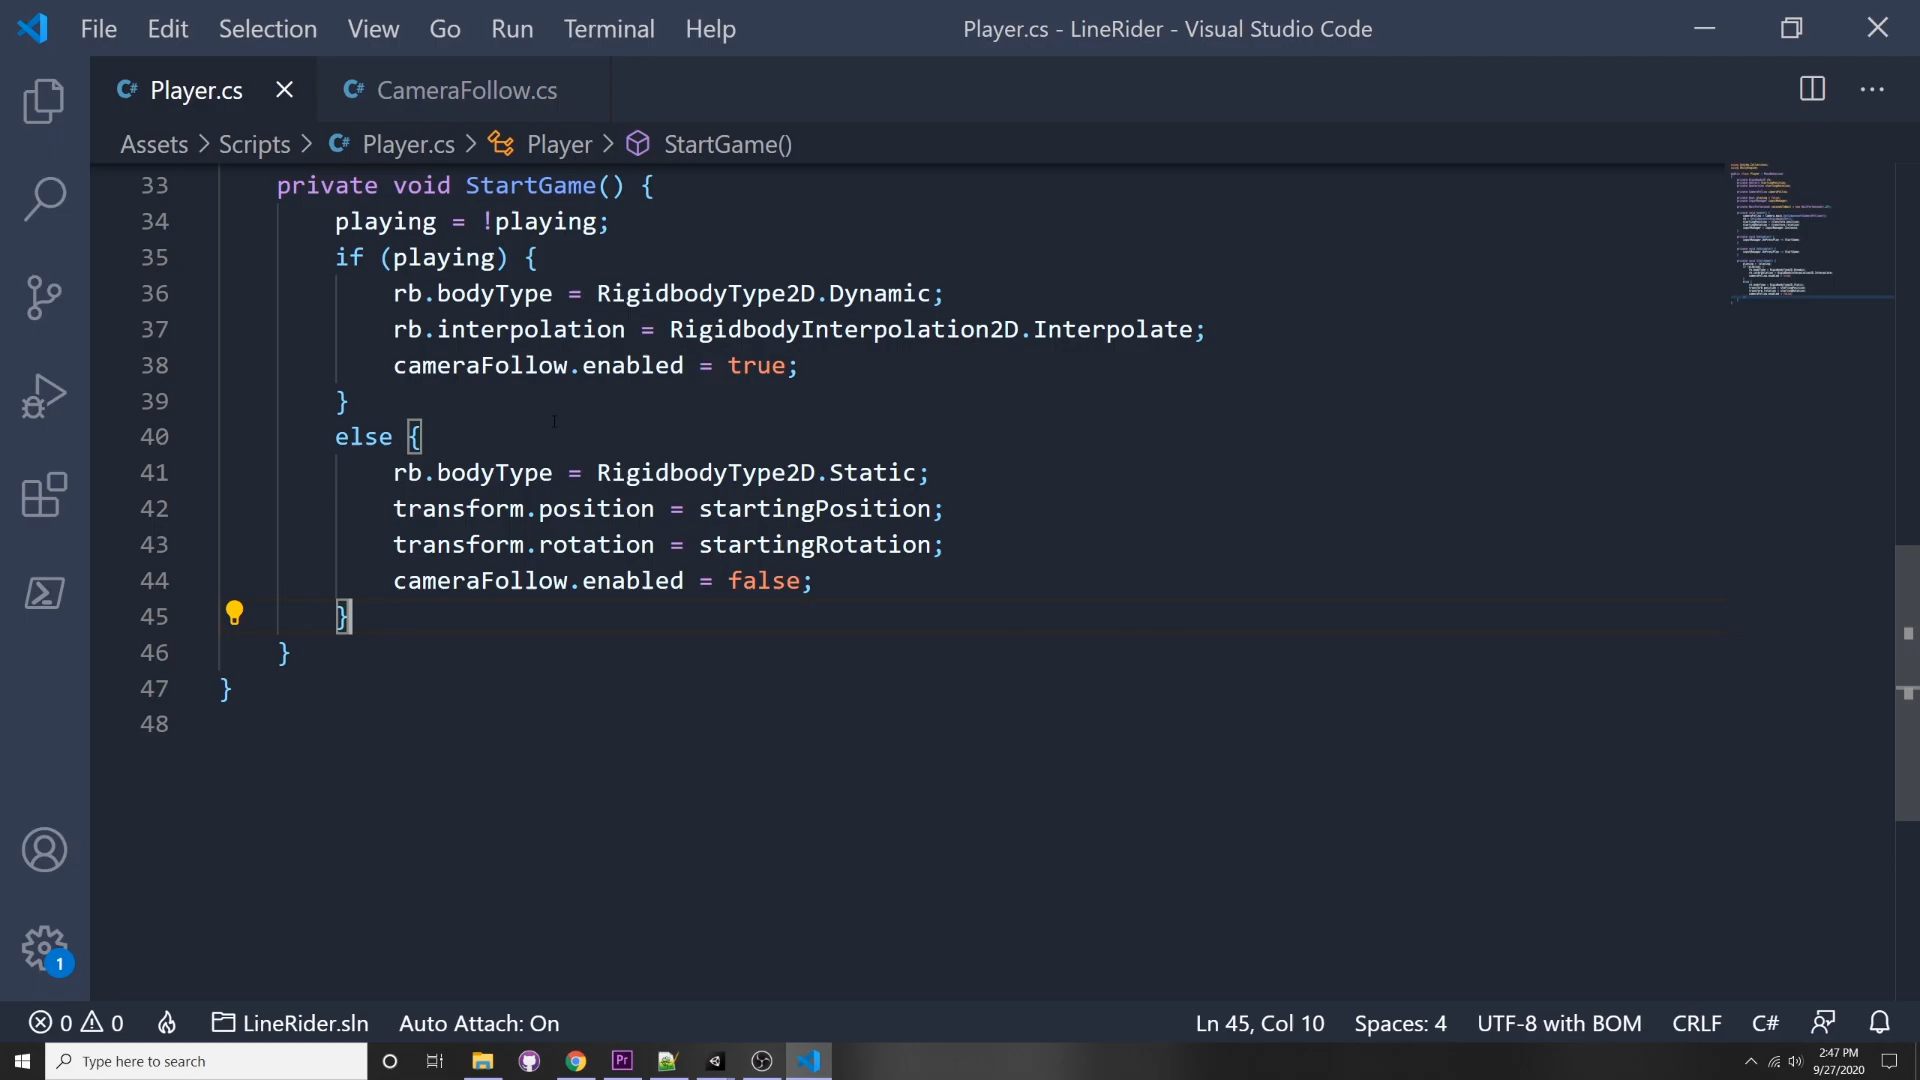 File Edit Selection View Go Run Terminal Help Player.cs - LineRider - Visual Studio Code
C# Player.cs C# CameraFollow.cs
Assets > Scripts > C# Player.cs > Player > StartGame()
33 private void StartGame() {
34 playing = !playing;
35 if (playing) {
36 rb.bodyType = RigidbodyType2D.Dynamic;
37 rb.interpolation = RigidbodyInterpolation2D.Interpolate;
38 cameraFollow.enabled = true;
39 }
40 else {
41 rb.bodyType = RigidbodyType2D.Static;
42 transform.position = startingPosition;
43 transform.rotation = startingRotation;
44 cameraFollow.enabled = false;
45 }
46 }
47 }
48
1
0 0 LineRider.sln Auto Attach: On Ln 45, Col 10 Spaces: 4 UTF-8 with BOM CRLF C#
Type here to search Pr 2:47 PM
9/27/2020